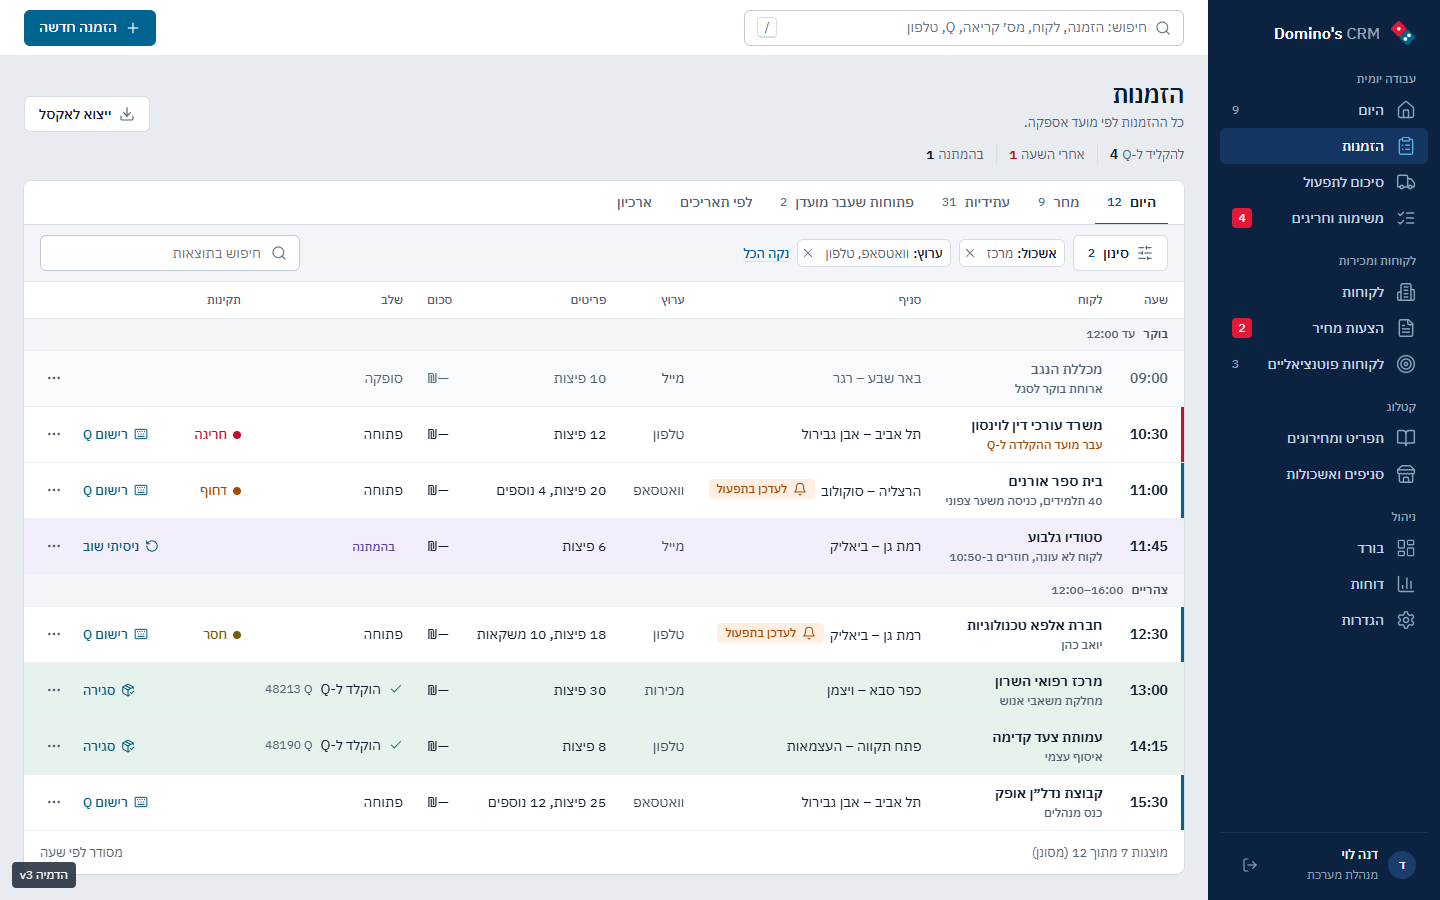 Domino's CRM
עבודה יומית
היום 9
הזמנות
סיכום לתפעול
משימות וחריגים 4
לקוחות ומכירות
לקוחות
הצעות מחיר 2
לקוחות פוטנציאליים 3
קטלוג
תפריט ומחירונים
סניפים ואשכולות
ניהול
בורד
דוחות
הגדרות
ד
דנה לוי
מנהלת מערכת
חיפוש: הזמנה, לקוח, מס׳ קריאה, Q, טלפון /
הזמנה חדשה
הזמנות
כל ההזמנות לפי מועד אספקה.
ייצוא לאקסל
להקליד ל-Q 4 אחרי השעה 1 בהמתנה 1
היום 12 מחר 9 עתידיות 31 פתוחות שעבר מועדן 2 לפי תאריכים ארכיון
סינון 2 אשכול: מרכז ערוץ: וואטסאפ, טלפון נקה הכל חיפוש בתוצאות
שעה לקוח סניף ערוץ פריטים סכום שלב תקינות
בוקר עד 12:00
09:00 מכללת הנגב באר שבע – רגר מייל 10 פיצות —₪ סופקה
ארוחת בוקר לסגל
10:30 משרד עורכי דין לוינסון תל אביב – אבן גבירול טלפון 12 פיצות —₪ פתוחה חריגה רישום Q
עבר מועד ההקלדה ל-Q
11:00 בית ספר אורנים הרצליה – סוקולוב לעדכן בתפעול וואטסאפ 20 פיצות, 4 נוספים —₪ פתוחה דחוף רישום Q
40 תלמידים, כניסה משער צפוני
11:45 סטודיו גלבוע רמת גן – ביאליק מייל 6 פיצות —₪ בהמתנה ניסיתי שוב
לקוח לא עונה, חוזרים ב-10:50
צהריים 12:00–16:00
12:30 חברת אלפא טכנולוגיות רמת גן – ביאליק לעדכן בתפעול טלפון 18 פיצות, 10 משקאות —₪ פתוחה חסר רישום Q
יואב כהן
13:00 מרכז רפואי השרון כפר סבא – ויצמן מכירות 30 פיצות —₪ הוקלד ל-Q Q 48213 סגירה
מחלקת משאבי אנוש
14:15 עמותת צעד קדימה פתח תקווה – העצמאות טלפון 8 פיצות —₪ הוקלד ל-Q Q 48190 סגירה
איסוף עצמי
15:30 קבוצת נדל״ן אופק תל אביב – אבן גבירול וואטסאפ 25 פיצות, 12 נוספים —₪ פתוחה רישום Q
כנס מנהלים
מוצגות 7 מתוך 12 (מסונן) מסודר לפי שעה
הדמיה v3